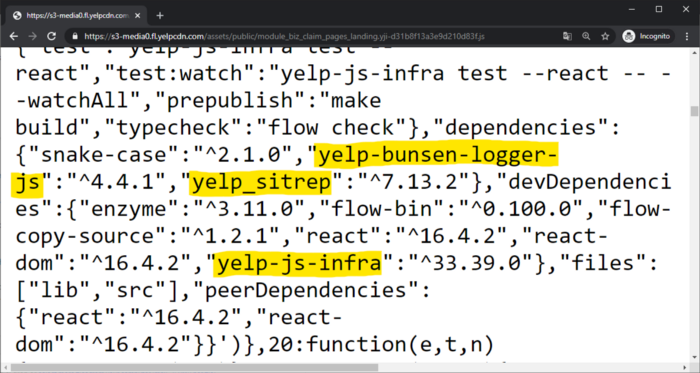 https://s3-media0.fl.yelpcdn.com/assets
https://s3-media0.fl.yelpcdn.com/assets/public/module_biz_claim_pages_landing.yji-d31b8f13a3e9d210d83f.js
Incognito
{"test":"yelp-js-infra test --
react","test:watch":"yelp-js-infra test --react -- -
-watchAll","prepublish":"make
build","typecheck":"flow check"},"dependencies":
{"snake-case":"^2.1.0","yelp-bunsen-logger-
js":"^4.4.1","yelp_sitrep":"^7.13.2"},"devDependenci
es":{"enzyme":"^3.11.0","flow-bin":"^0.100.0","flow-
copy-source":"^1.2.1","react":"^16.4.2","react-
dom":"^16.4.2","yelp-js-infra":"^33.39.0"},"files":
["lib","src"],"peerDependencies":
{"react":"^16.4.2","react-
dom":"^16.4.2"}}')},20:function(e,t,n)